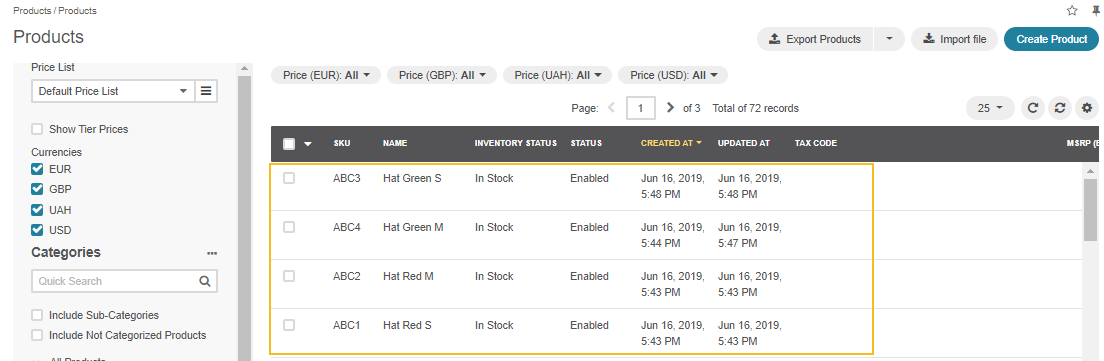 Products / Products
Products
Export Products
Import file
Create Product
Price List
Default Price List
Show Tier Prices
Currencies
EUR
GBP
UAH
USD
Categories
Quick Search
Include Sub-Categories
Include Not Categorized Products
All Products
Price (EUR): All
Price (GBP): All
Price (UAH): All
Price (USD): All
Page: 1 of 3 Total of 72 records
25
SKU NAME INVENTORY STATUS STATUS CREATED AT UPDATED AT TAX CODE MSRP (E
ABC3 Hat Green S In Stock Enabled Jun 16, 2019, Jun 16, 2019,
5:48 PM 5:48 PM
ABC4 Hat Green M In Stock Enabled Jun 16, 2019, Jun 16, 2019,
5:44 PM 5:47 PM
ABC2 Hat Red M In Stock Enabled Jun 16, 2019, Jun 16, 2019,
5:43 PM 5:43 PM
ABC1 Hat Red S In Stock Enabled Jun 16, 2019, Jun 16, 2019,
5:43 PM 5:43 PM